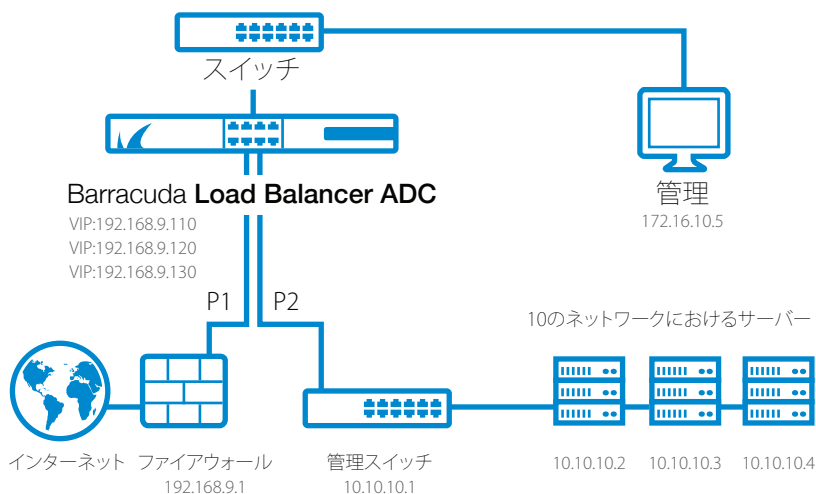 スイッチ
管理
172.16.10.5
Barracuda Load Balancer ADC
VIP:192.168.9.110
VIP:192.168.9.120
VIP:192.168.9.130
P1
P2
10のネットワークにおけるサーバー
インターネット
ファイアウォール
192.168.9.1
管理スイッチ
10.10.10.1
10.10.10.2
10.10.10.3
10.10.10.4